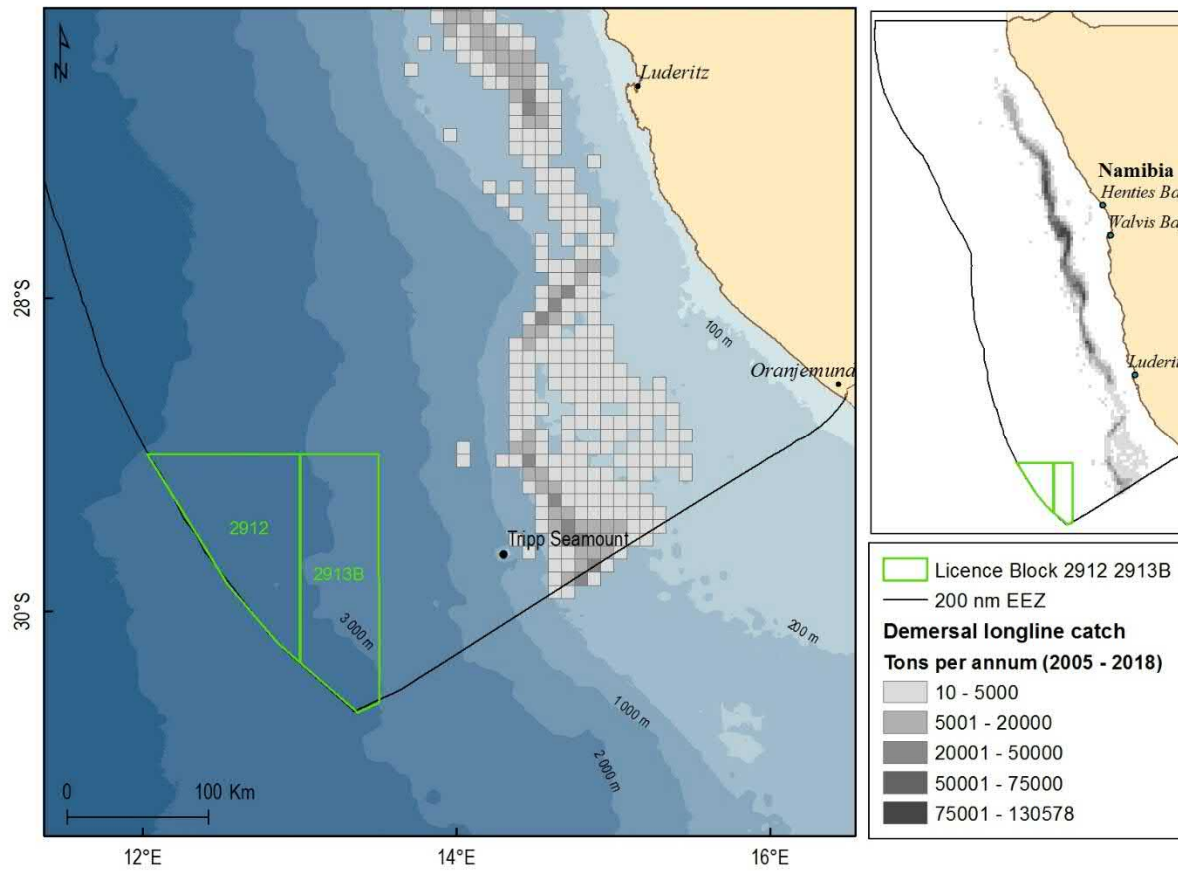 N
Luderitz
28°S
100 m
Oranjemund
2912
2913B
Tripp Seamount
30°S
3 000 m
200 m
1 000 m
2 000 m
0 100 Km
12°E 14°E 16°E
Namibia
Henties Ba
Walvis Ba
Luderit
Licence Block 2912 2913B
200 nm EEZ
Demersal longline catch
Tons per annum (2005 - 2018)
10 - 5000
5001 - 20000
20001 - 50000
50001 - 75000
75001 - 130578